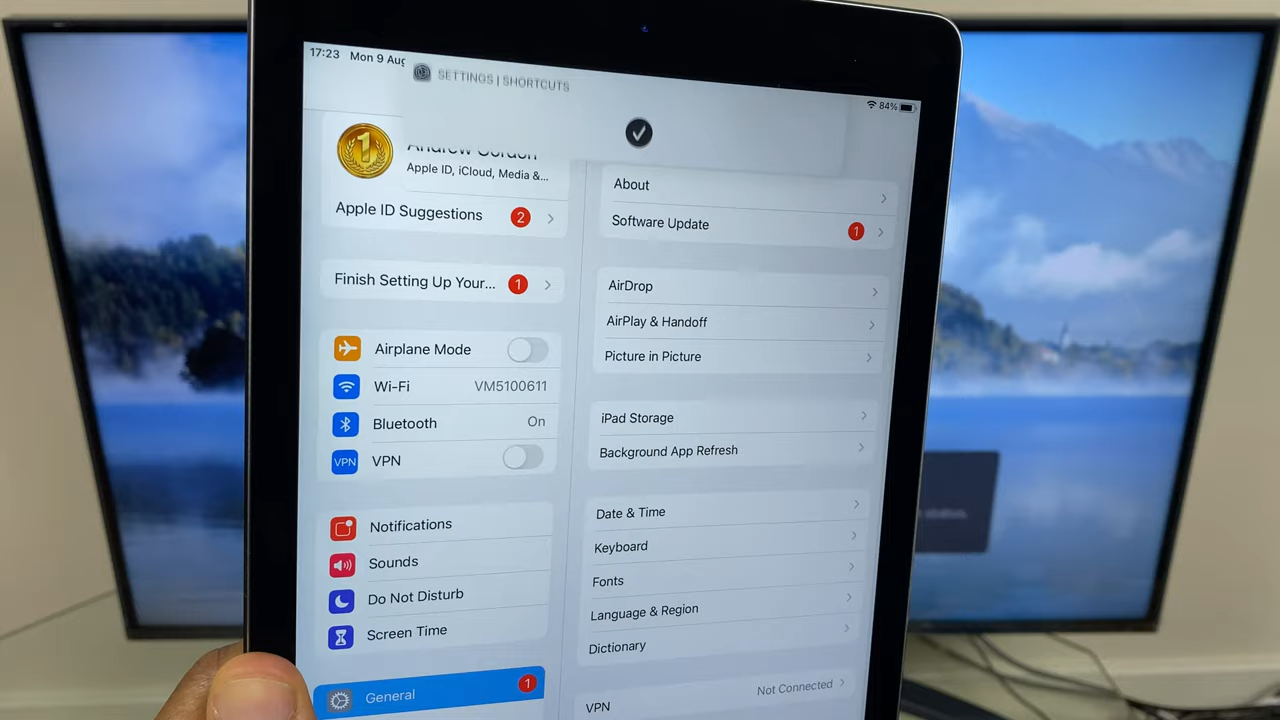 17:23 Mon 9 Aug
SETTINGS | SHORTCUTS
84%
1
Apple ID, iCloud, Media &...
Apple ID Suggestions 2
Finish Setting Up Your... 1
Airplane Mode
Wi-Fi VM5100611
Bluetooth On
VPN VPN
Notifications
Sounds
Do Not Disturb
Screen Time
General 1
About
Software Update 1
AirDrop
AirPlay & Handoff
Picture in Picture
iPad Storage
Background App Refresh
Date & Time
Keyboard
Fonts
Language & Region
Dictionary
VPN Not Connected